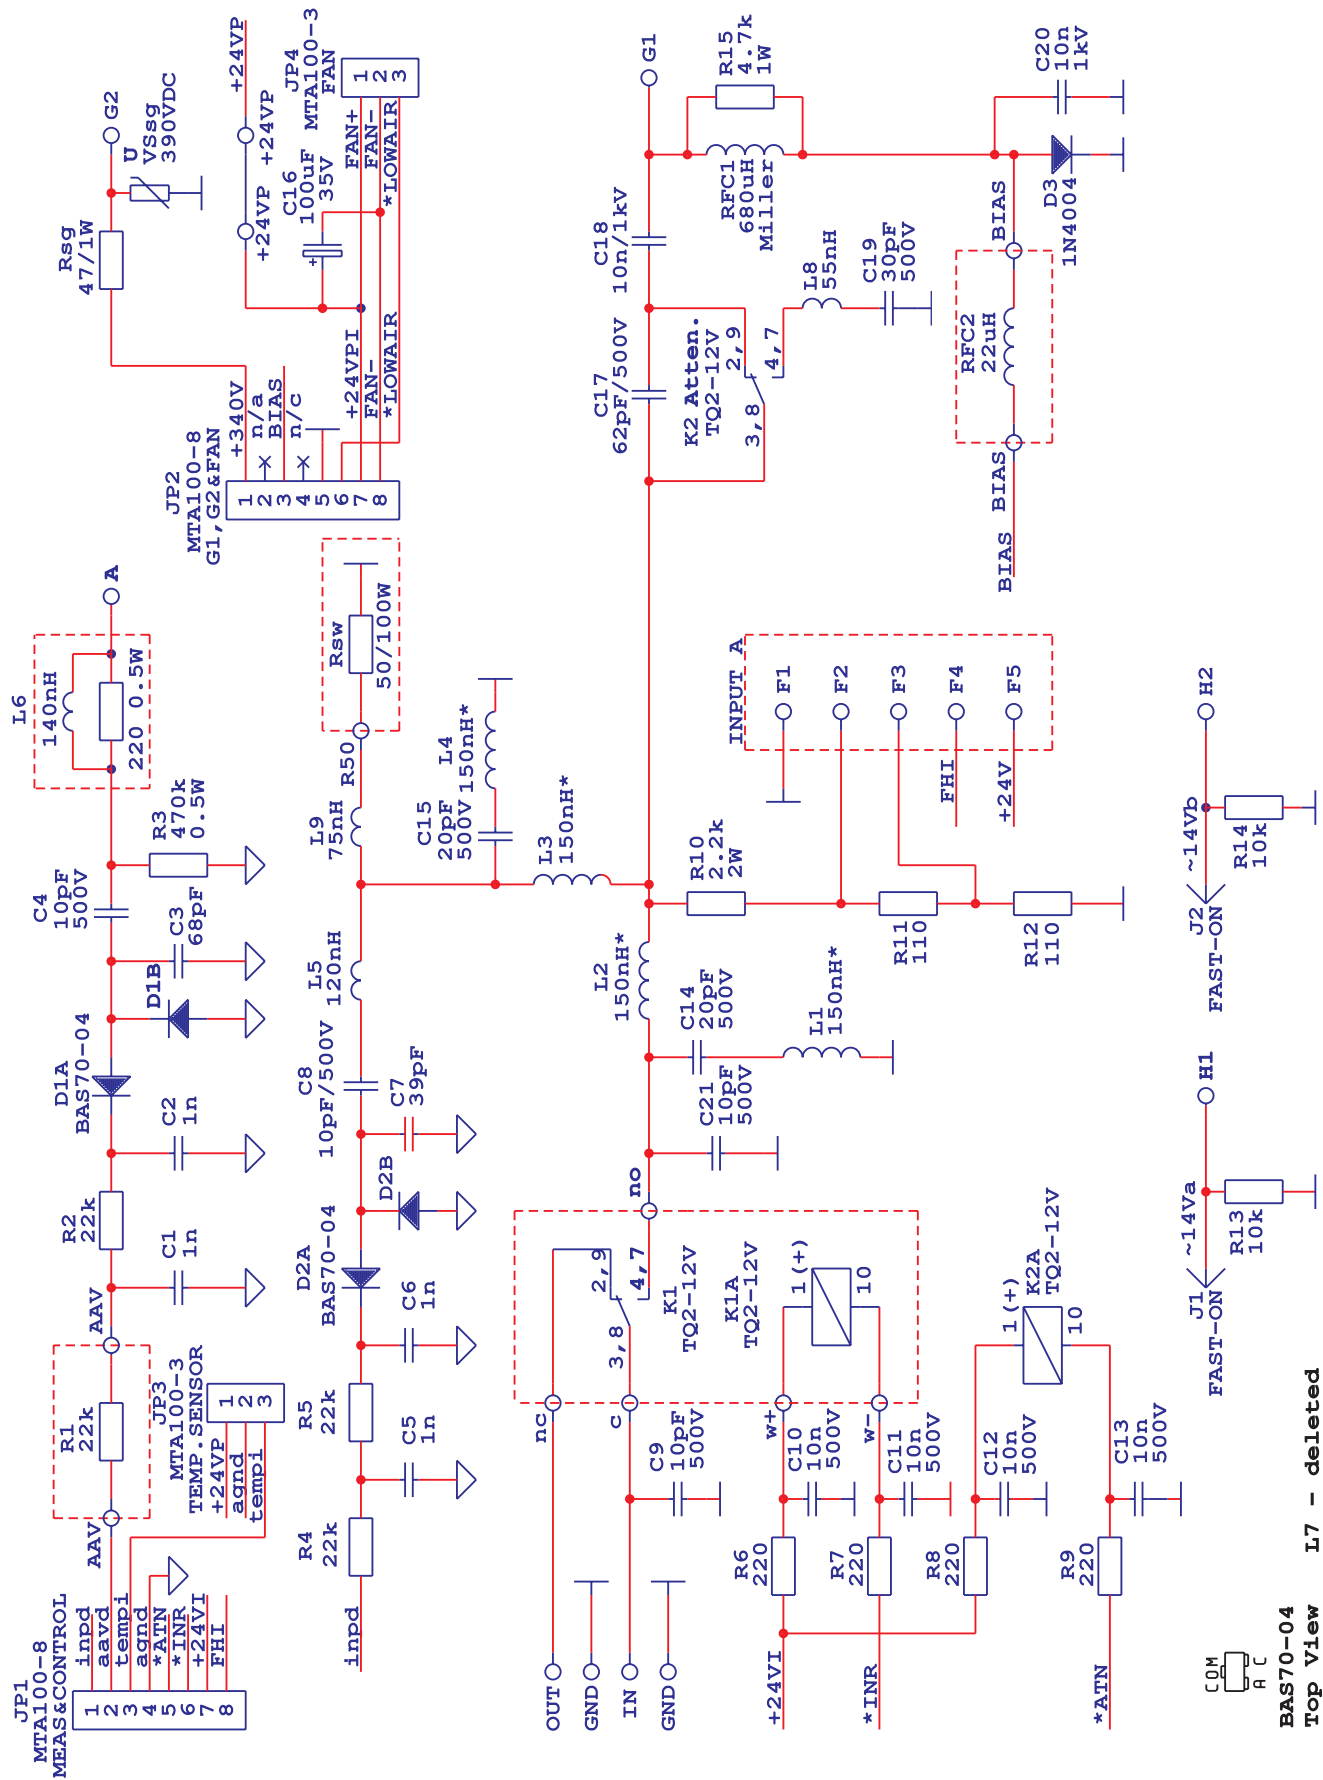 JP1
MTA100-8
MEAS&CONTROL
1
2
3
4
5
6
7
8
inpd
aavd
tempi
agnd
*ATN
*INR
+24VI
FHI
AAV
R1
22k
AAV
JP3
MTA100-3
TEMP.SENSOR
1
2
3
+24VP
agnd
tempi
C1
1n
R2
22k
C2
1n
D1A
BAS70-04
D1B
C3
68pF
C4
10pF
500V
R3
470k
0.5W
L6
140nH
220 0.5W
A
JP2
MTA100-8
G1,G2&FAN
1
2
3
4
5
6
7
8
+340V
n/a
BIAS
n/c
+24VPI
FAN-
*LOWAIR
Rsg
47/1W
G2
U
VSsg
390VDC
+24VP
+24VP
+24VP
C16
100uF
35V
+
JP4
MTA100-3
FAN
1
2
3
FAN+
FAN-
*LOWAIR
inpd
R4
22k
C5
1n
R5
22k
C6
1n
D2A
BAS70-04
D2B
C7
39pF
C8
10pF/500V
L5
120nH
L9
75nH
R50
Rsw
50/100W
C15
20pF
500V
L4
150nH*
L3
150nH*
OUT
GND
IN
GND
nc
c
2,9
4,7
3,8
K1
TQ2-12V
no
C9
10pF
500V
K1A
TQ2-12V
1(+)
10
w+
w-
C10
10n
500V
C11
10n
500V
R6
220
R7
220
R8
220
R9
220
+24VI
*INR
*ATN
C12
10n
500V
C13
10n
500V
K2A
TQ2-12V
1(+)
10
C21
10pF
500V
C14
20pF
500V
L1
150nH*
L2
150nH*
R10
2.2k
2W
R11
110
R12
110
INPUT A
F1
F2
F3
F4
F5
FHI
+24V
C17
62pF/500V
C18
10n/1kV
K2 Atten.
TQ2-12V
2,9
4,7
3,8
L8
55nH
C19
30pF
500V
G1
R15
4.7k
1W
RFC1
680uH
Miller
C20
10n
1kV
D3
1N4004
BIAS
RFC2
22uH
BIAS
BIAS
J1
FAST-ON
~14Va
R13
10k
H1
J2
FAST-ON
~14Vb
R14
10k
H2
COM
A C
BAS70-04
Top View
L7 - deleted